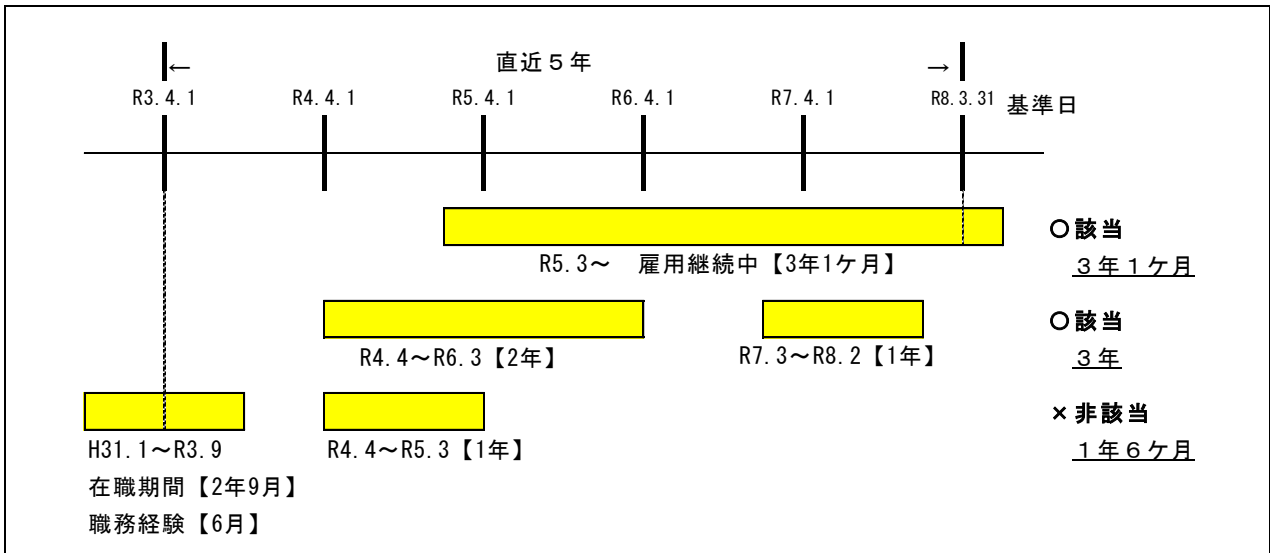 ← 直近５年 →
R3.4.1 R4.4.1 R5.4.1 R6.4.1 R7.4.1 R8.3.31 基準日
○該当
R5.3～ 雇用継続中【3年1ケ月】 ３年１ケ月
○該当
R4.4～R6.3【2年】 R7.3～R8.2【1年】 ３年
×非該当
H31.1～R3.9 R4.4～R5.3【1年】 １年６ケ月
在職期間【2年9月】
職務経験【6月】